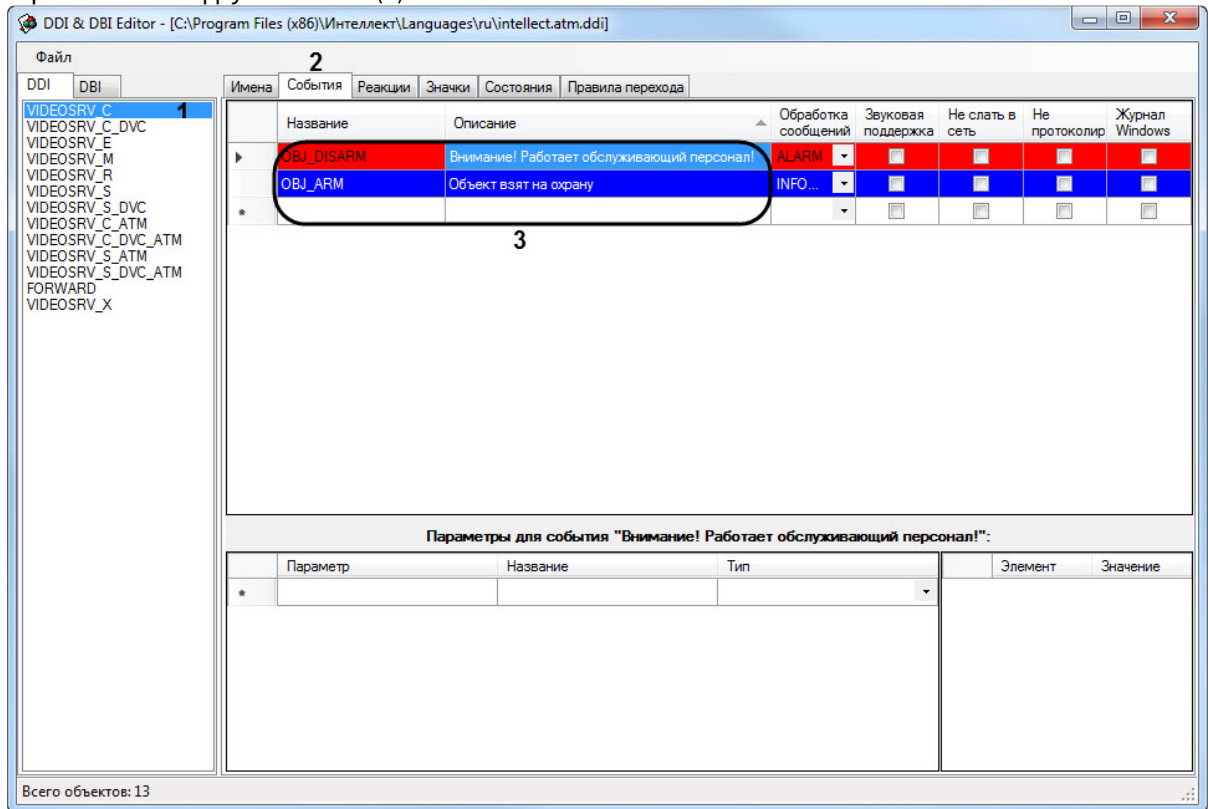 DDI & DBI Editor - [C:\Program Files (x86)\Интеллект\Languages\ru\intellect.atm.ddi]
Файл
2
DDI DBI
Имена События Реакции Значки Состояния Правила перехода
VIDEOSRV_C
1
VIDEOSRV_C_DVC
VIDEOSRV_E
VIDEOSRV_M
VIDEOSRV_R
VIDEOSRV_S
VIDEOSRV_S_DVC
VIDEOSRV_C_ATM
VIDEOSRV_C_DVC_ATM
VIDEOSRV_S_ATM
VIDEOSRV_S_DVC_ATM
FORWARD
VIDEOSRV_X
Название Описание Обработка сообщений Звуковая поддержка Не слать в сеть Не протоколир Журнал Windows
OBJ_DISARM Внимание! Работает обслуживающий персонал! ALARM
OBJ_ARM Объект взят на охрану INFO...
*
3
Параметры для события "Внимание! Работает обслуживающий персонал!":
Параметр Название Тип Элемент Значение
*
Всего объектов: 13